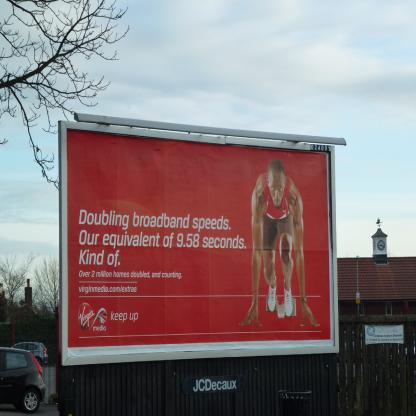 Doubling broadband speeds.
Our equivalent of 9.58 seconds.
Kind of.
Over 2 million homes doubled, and counting.
virginmedia.com/extras
Virgin media keep up
JCDecaux